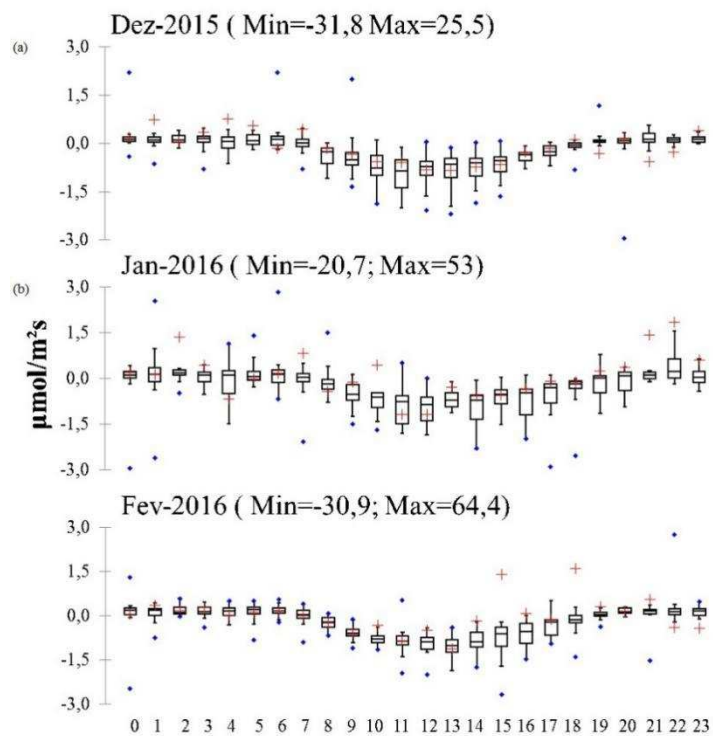 Dez-2015 ( Min=-31,8 Max=25,5)
(a)
3,0
1,5
0,0
-1,5
-3,0
Jan-2016 ( Min=-20,7; Max=53)
(b)
3,0
1,5
0,0
-1,5
-3,0
µmol/m²s
Fev-2016 ( Min=-30,9; Max=64,4)
3,0
1,5
0,0
-1,5
-3,0
0 1 2 3 4 5 6 7 8 9 10 11 12 13 14 15 16 17 18 19 20 21 22 23